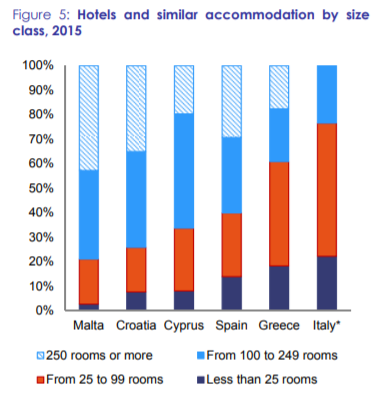 Figure 5: Hotels and similar accommodation by size
class, 2015
100%
90%
80%
70%
60%
50%
40%
30%
20%
10%
0%
Malta Croatia Cyprus Spain Greece Italy*
250 rooms or more From 100 to 249 rooms
From 25 to 99 rooms Less than 25 rooms